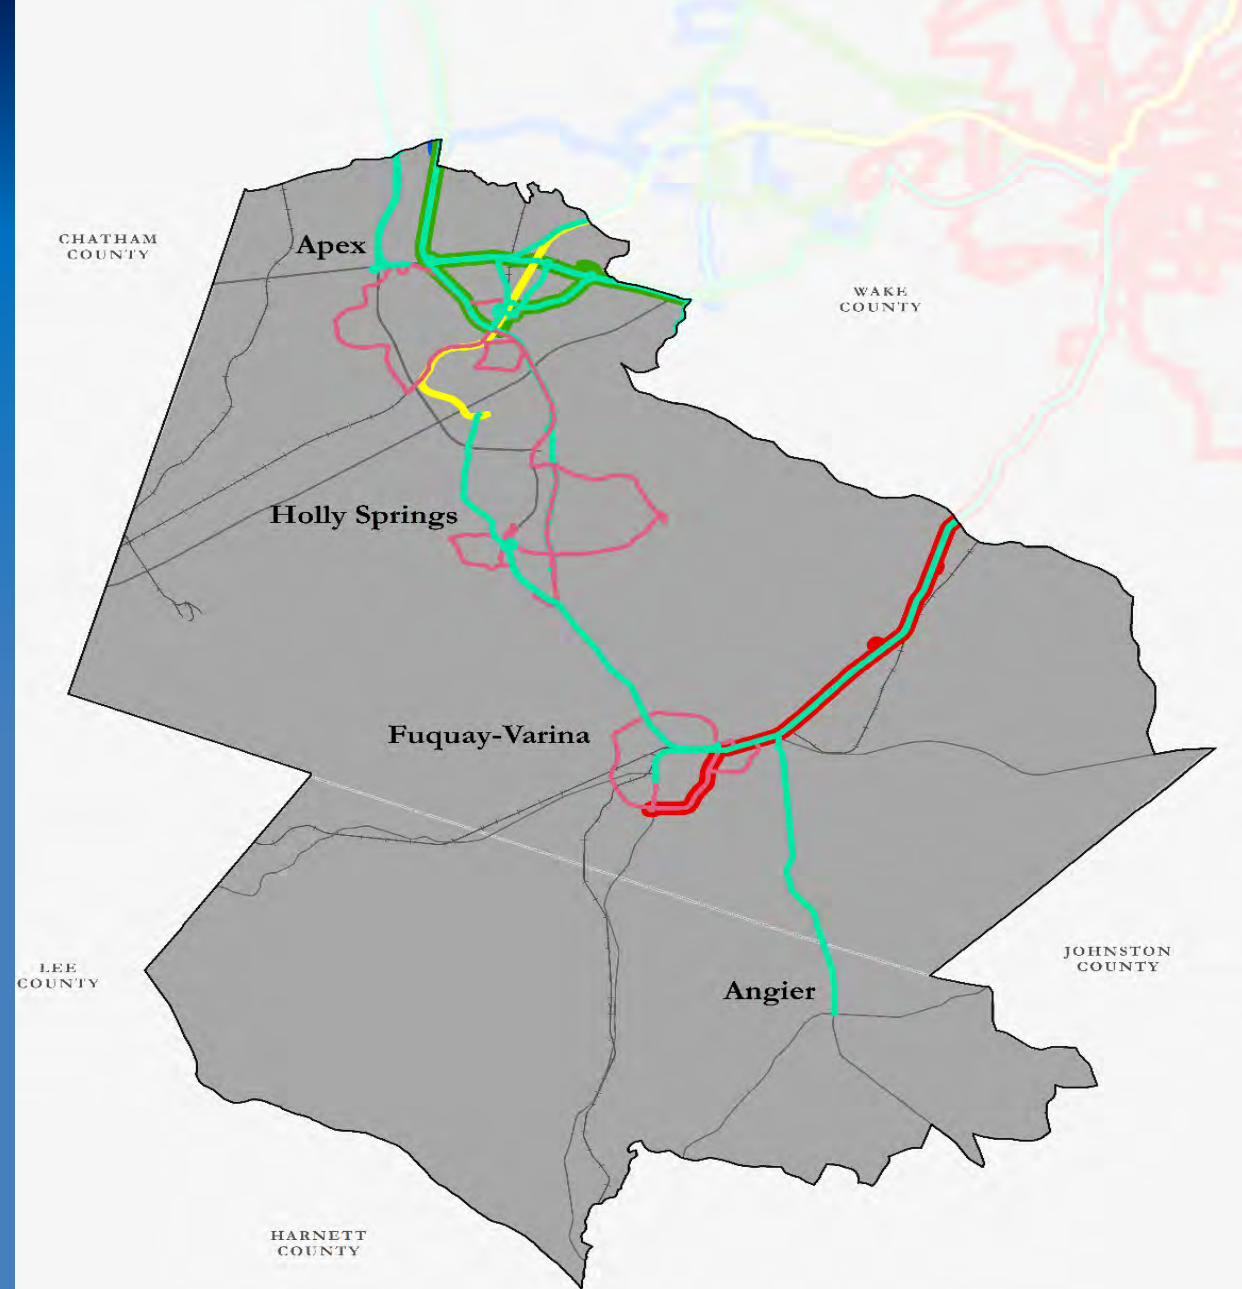 Apex
CHATHAM
COUNTY
WAKE
COUNTY
Holly Springs
Fuquay-Varina
JOHNSTON
COUNTY
LEE
COUNTY
Angier
HARNETT
COUNTY